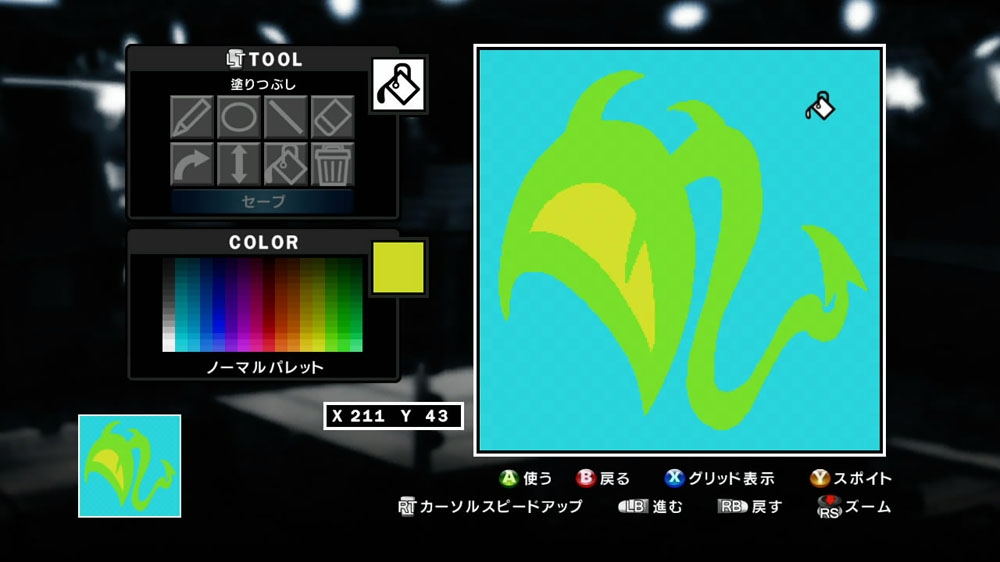 LT TOOL
塗りつぶし
セーブ
COLOR
ノーマルパレット
X 211 Y 43
A 使う B 戻る X グリッド表示 Y スポイト
RT カーソルスピードアップ LB 進む RB 戻す RS ズーム